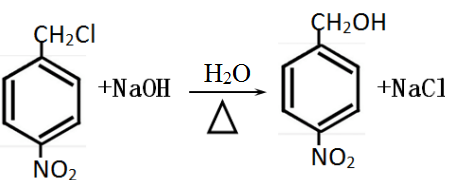 CH₂Cl
CH₂OH
+NaOH
H₂O
+NaCl
△
NO₂
NO₂